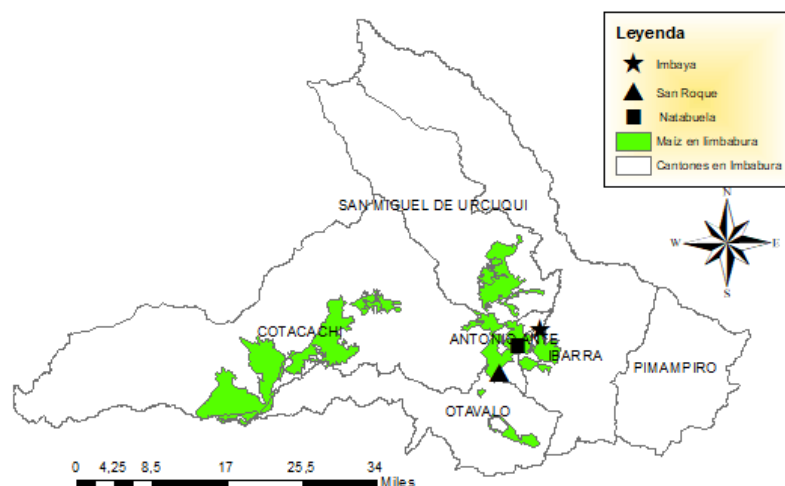 Leyenda
Imbaya
San Roque
Natabuela
Maiz en Iimbabura
Cantones en Imbabura
N
W
E
S
SAN MIGUEL DE URCUQUI
COTACACHI
ANTONIO ANTE
IBARRA
PIMAMPIRO
OTAVALO
0 4,25 8,5 17 25,5 34
Miles